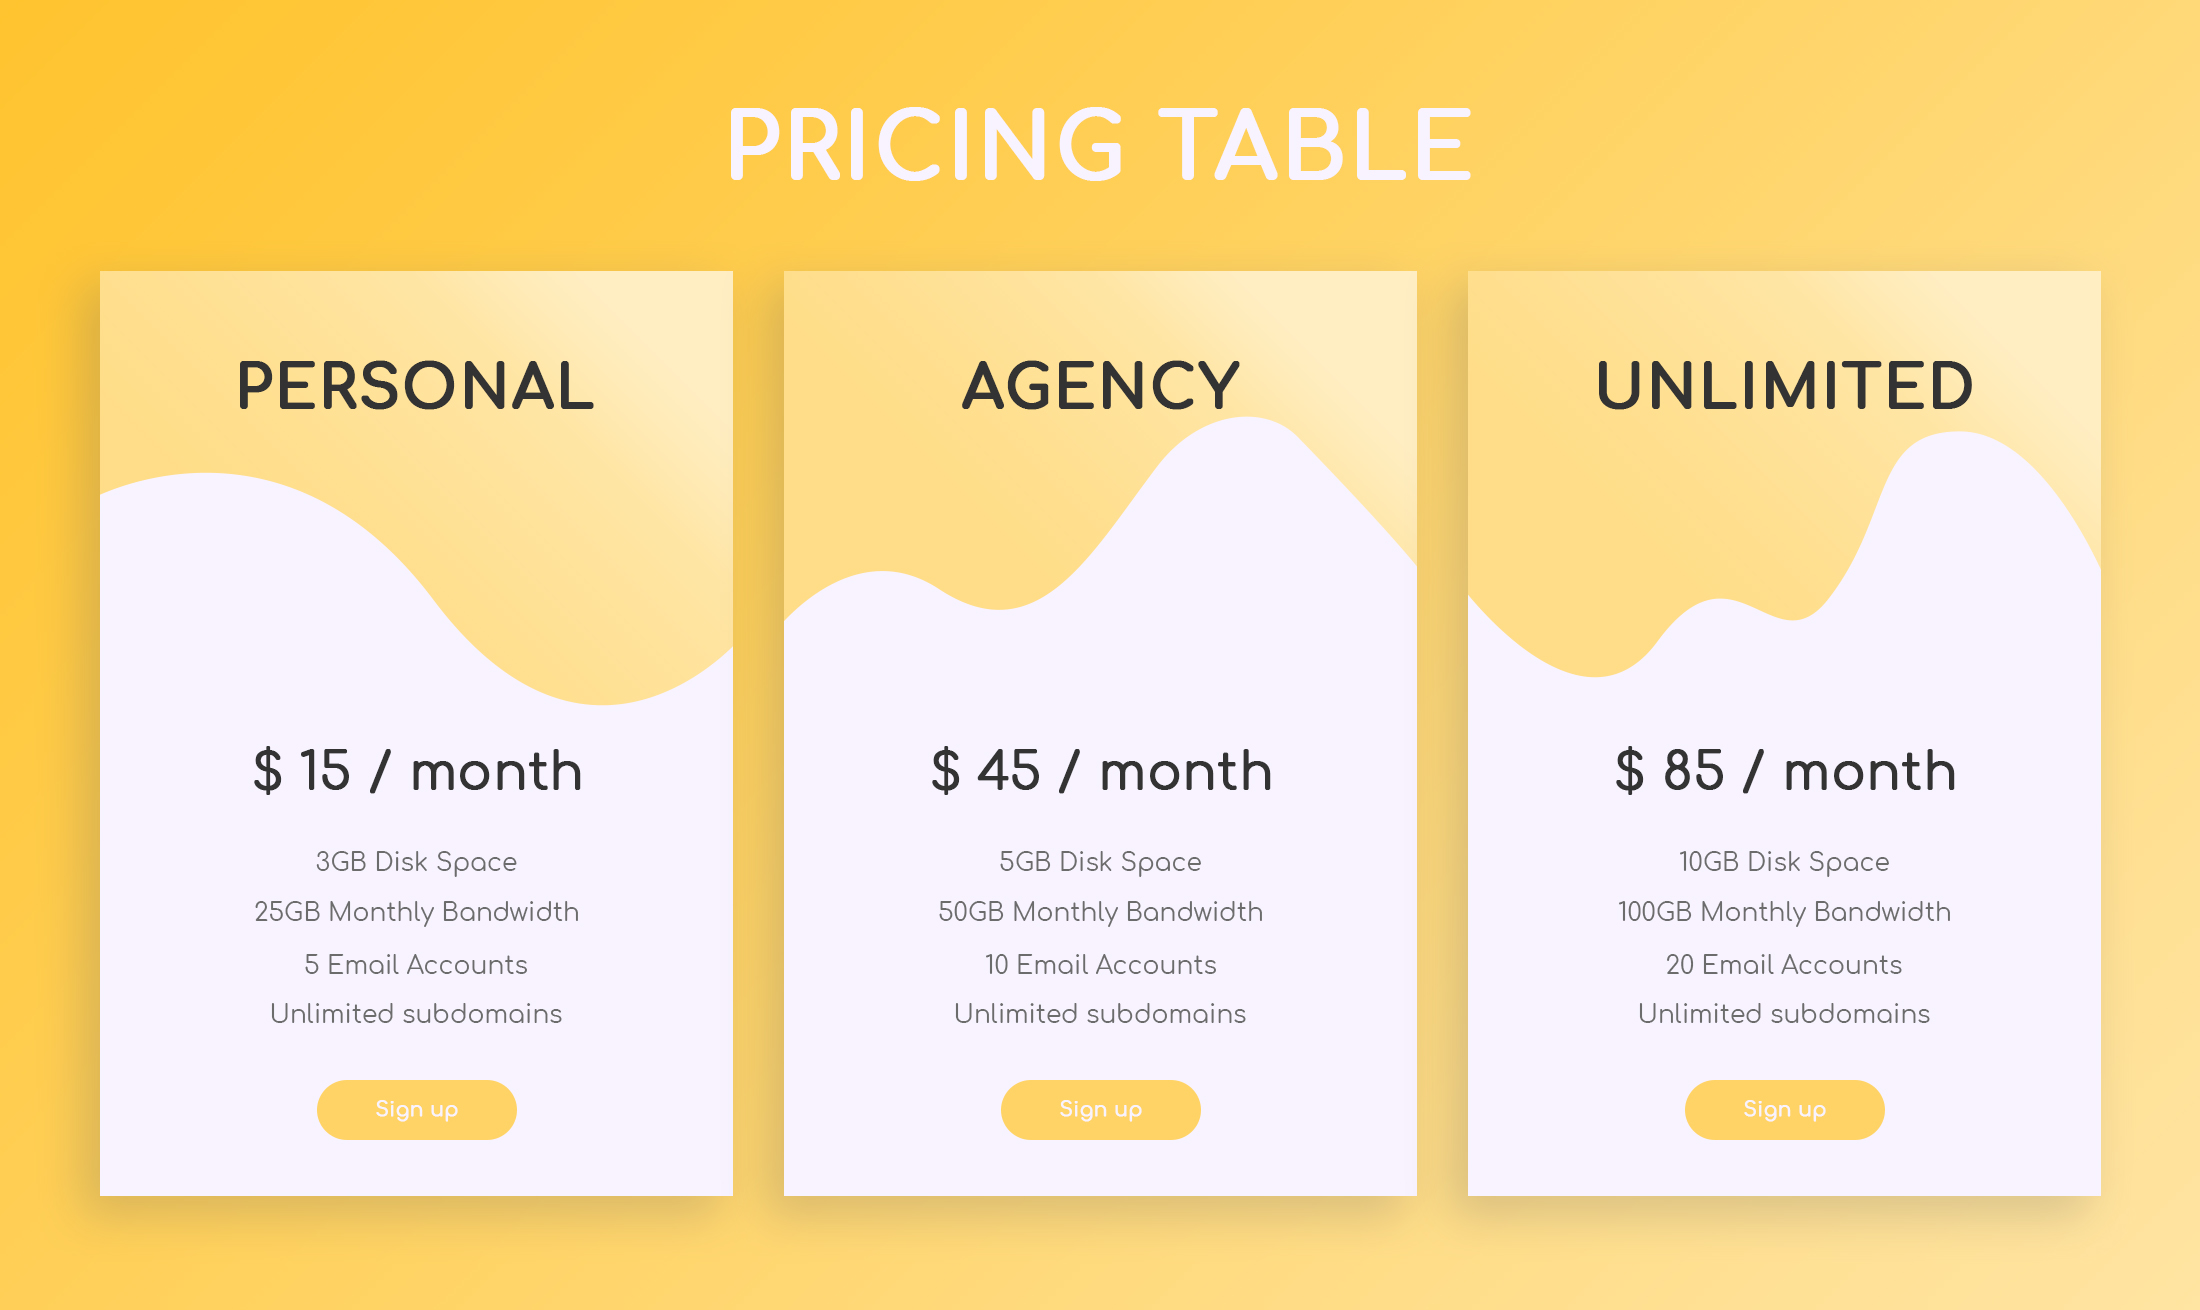 PRICING TABLE
PERSONAL
$ 15 / month
3GB Disk Space
25GB Monthly Bandwidth
5 Email Accounts
Unlimited subdomains
Sign up
AGENCY
$ 45 / month
5GB Disk Space
50GB Monthly Bandwidth
10 Email Accounts
Unlimited subdomains
Sign up
UNLIMITED
$ 85 / month
10GB Disk Space
100GB Monthly Bandwidth
20 Email Accounts
Unlimited subdomains
Sign up